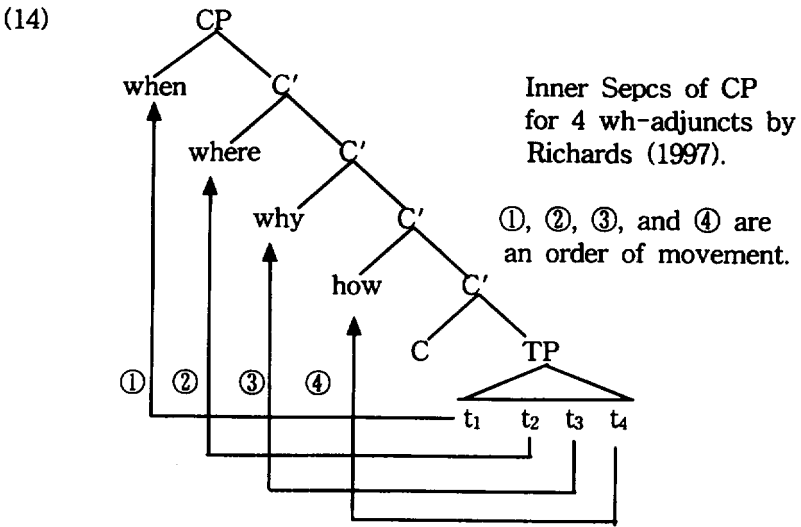 (14)
CP
when C′
Inner Sepcs of CP
for 4 wh-adjuncts by
Richards (1997).
where C′
why C′
①, ②, ③, and ④ are
an order of movement.
how C′
C TP
① ② ③ ④
t₁ t₂ t₃ t₄